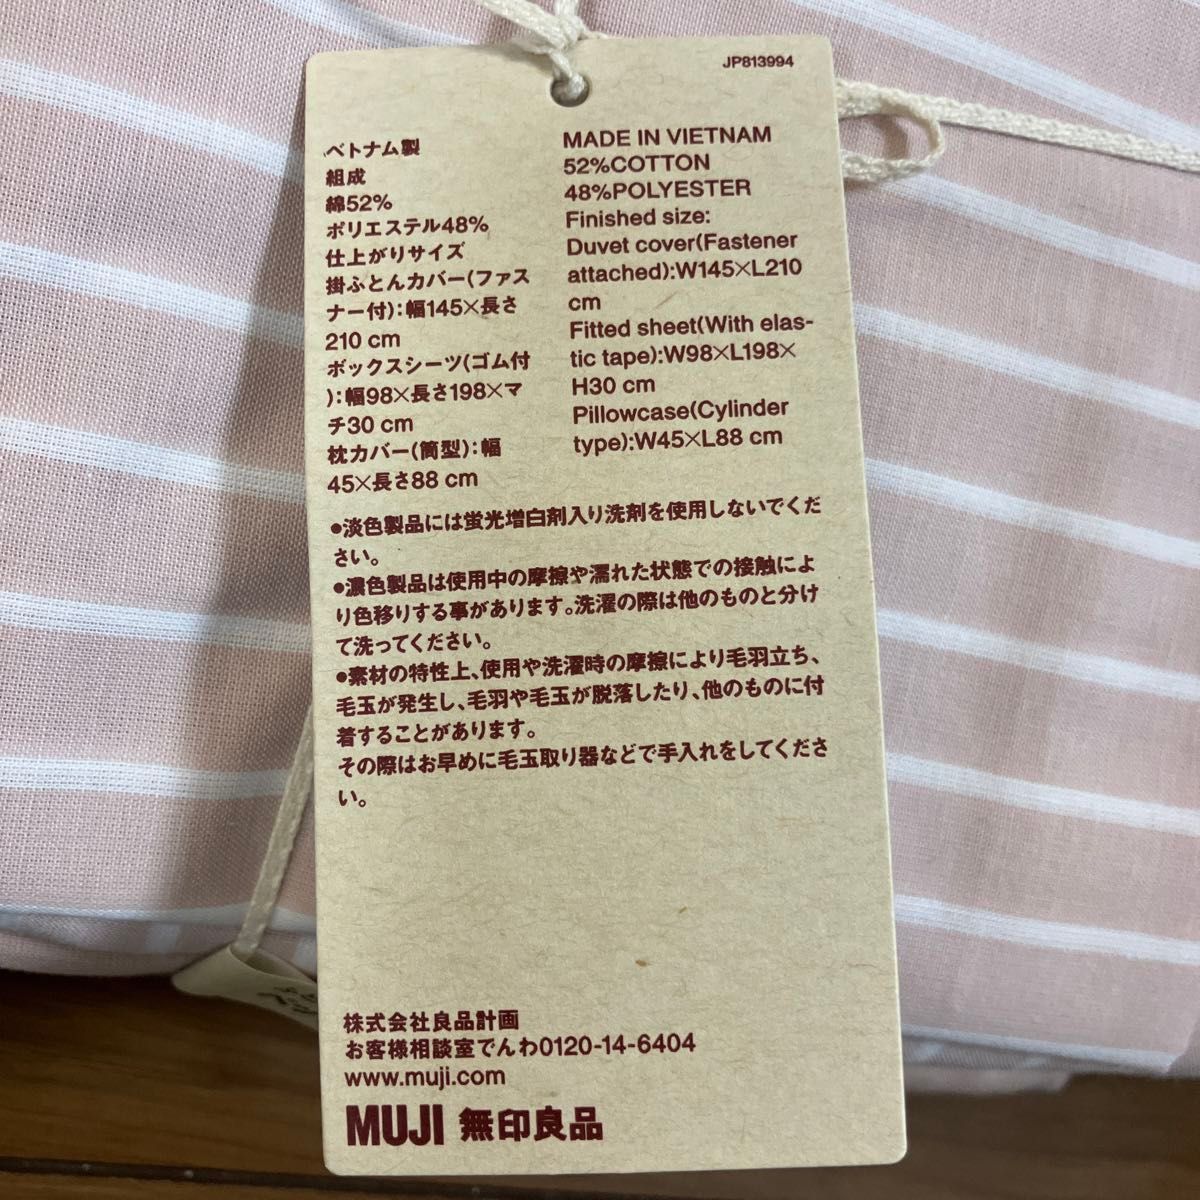 JP813994
ベトナム製
組成
綿52%
ポリエステル48%
仕上がりサイズ
掛ふとんカバー(ファス
ナー付):幅145×長さ
210 cm
ボックスシーツ(ゴム付
):幅98×長さ198×マ
チ30 cm
枕カバー(筒型):幅
45×長さ88 cm
MADE IN VIETNAM
52%COTTON
48%POLYESTER
Finished size:
Duvet cover(Fastener
attached):W145×L210
cm
Fitted sheet(With elas-
tic tape):W98×L198×
H30 cm
Pillowcase(Cylinder
type):W45×L88 cm
●淡色製品には蛍光増白剤入り洗剤を使用しないでくだ
さい。
●濃色製品は使用中の摩擦や濡れた状態での接触によ
り色移りする事があります。洗濯の際は他のものと分け
て洗ってください。
●素材の特性上、使用や洗濯時の摩擦により毛羽立ち、
毛玉が発生し、毛羽や毛玉が脱落したり、他のものに付
着することがあります。
その際はお早めに毛玉取り器などで手入れをしてくださ
い。
株式会社良品計画
お客様相談室でんわ0120-14-6404
www.muji.com
MUJI 無印良品